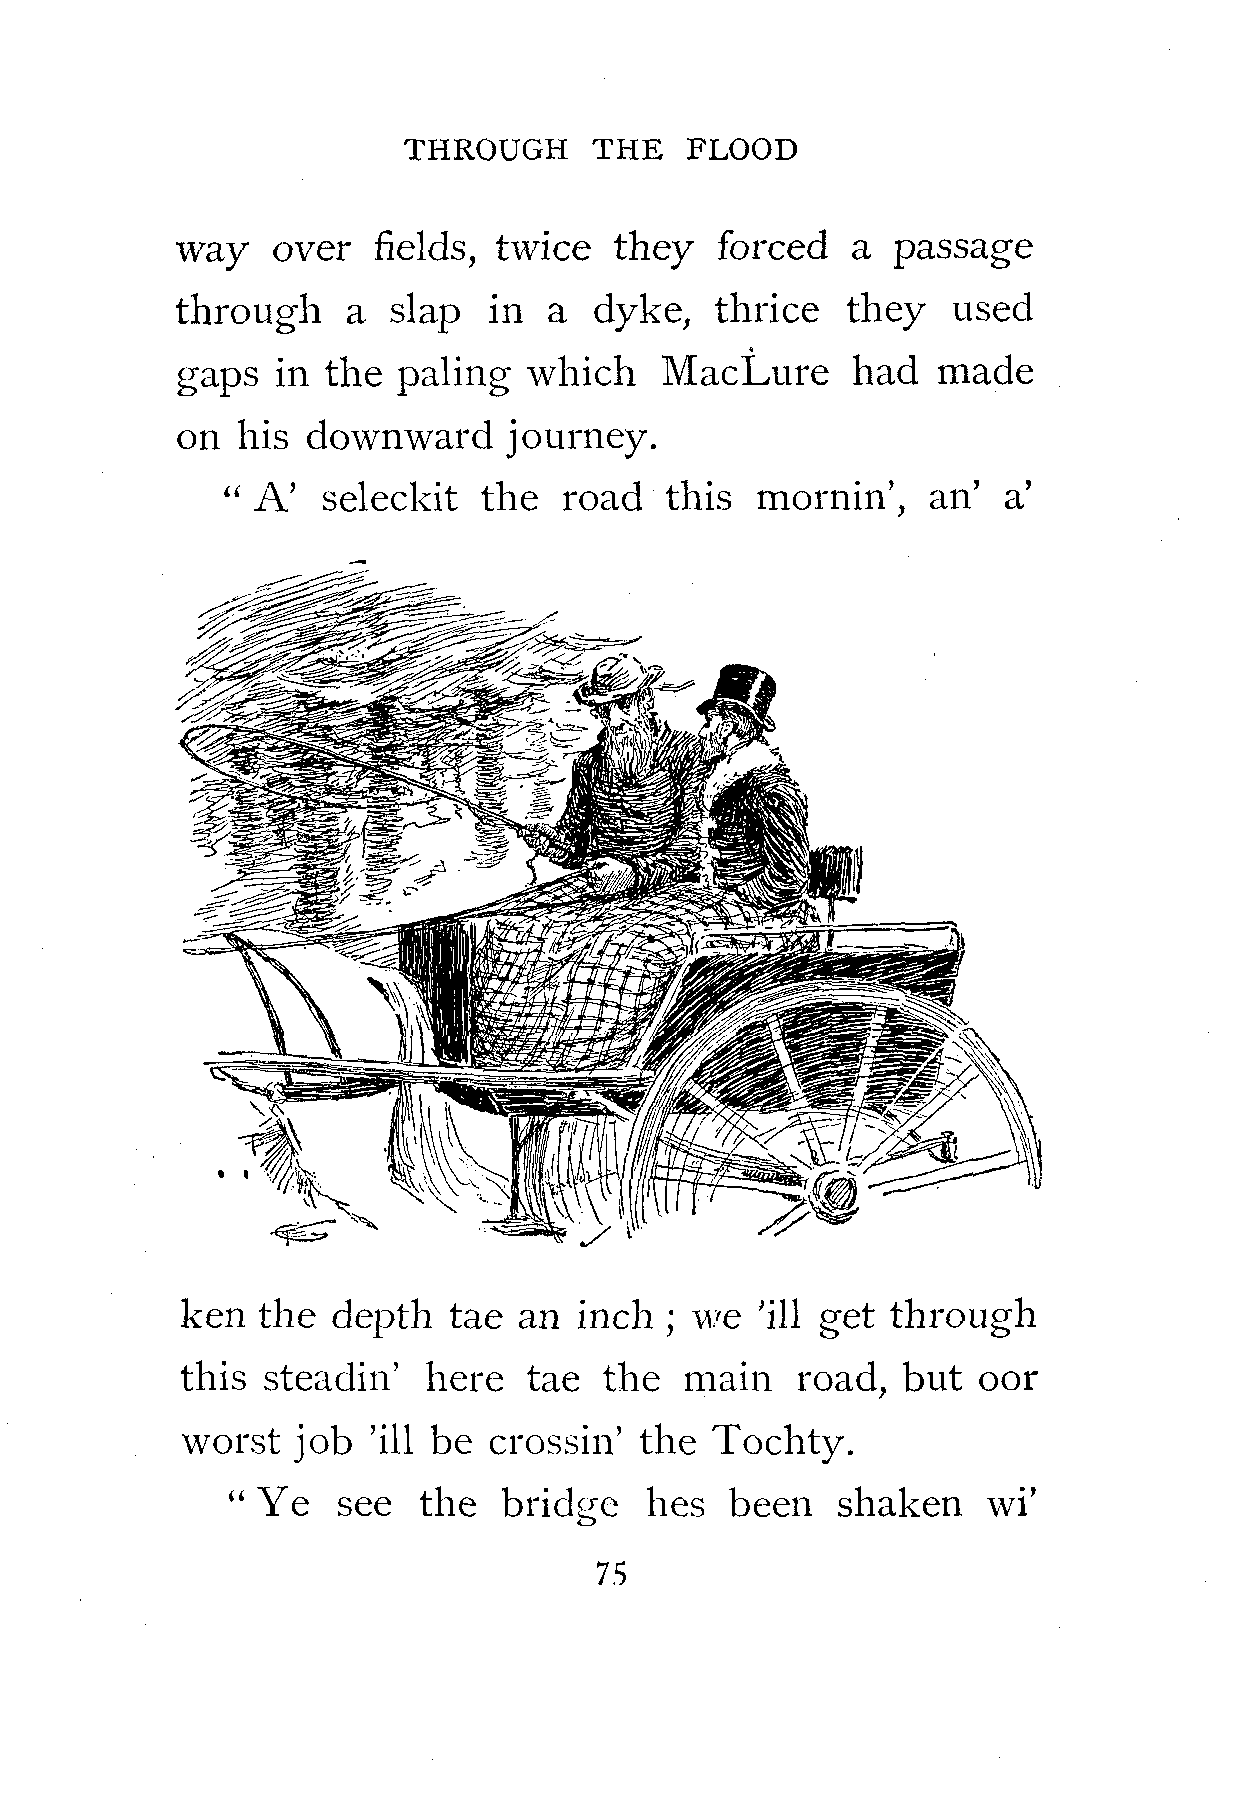 THROUGH THE FLOOD
way over fields, twice they forced a passage
through a slap in a dyke, thrice they used
gaps in the paling which MacLure had made
on his downward journey.
“ A’ seleckit the road this mornin’, an’ a’
ken the depth tae an inch ; we ’ill get through
this steadin’ here tae the main road, but oor
worst job ’ill be crossin’ the Tochty.
“ Ye see the bridge hes been shaken wi’
75